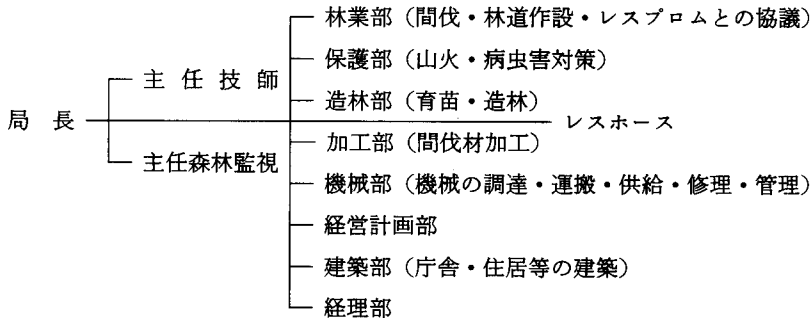 局長
主任技師
主任森林監視
林業部（間伐・林道作設・レスプロムとの協議）
保護部（山火・病虫害対策）
造林部（育苗・造林）
レスホース
加工部（間伐材加工）
機械部（機械の調達・運搬・供給・修理・管理）
経営計画部
建築部（庁舎・住居等の建築）
経理部